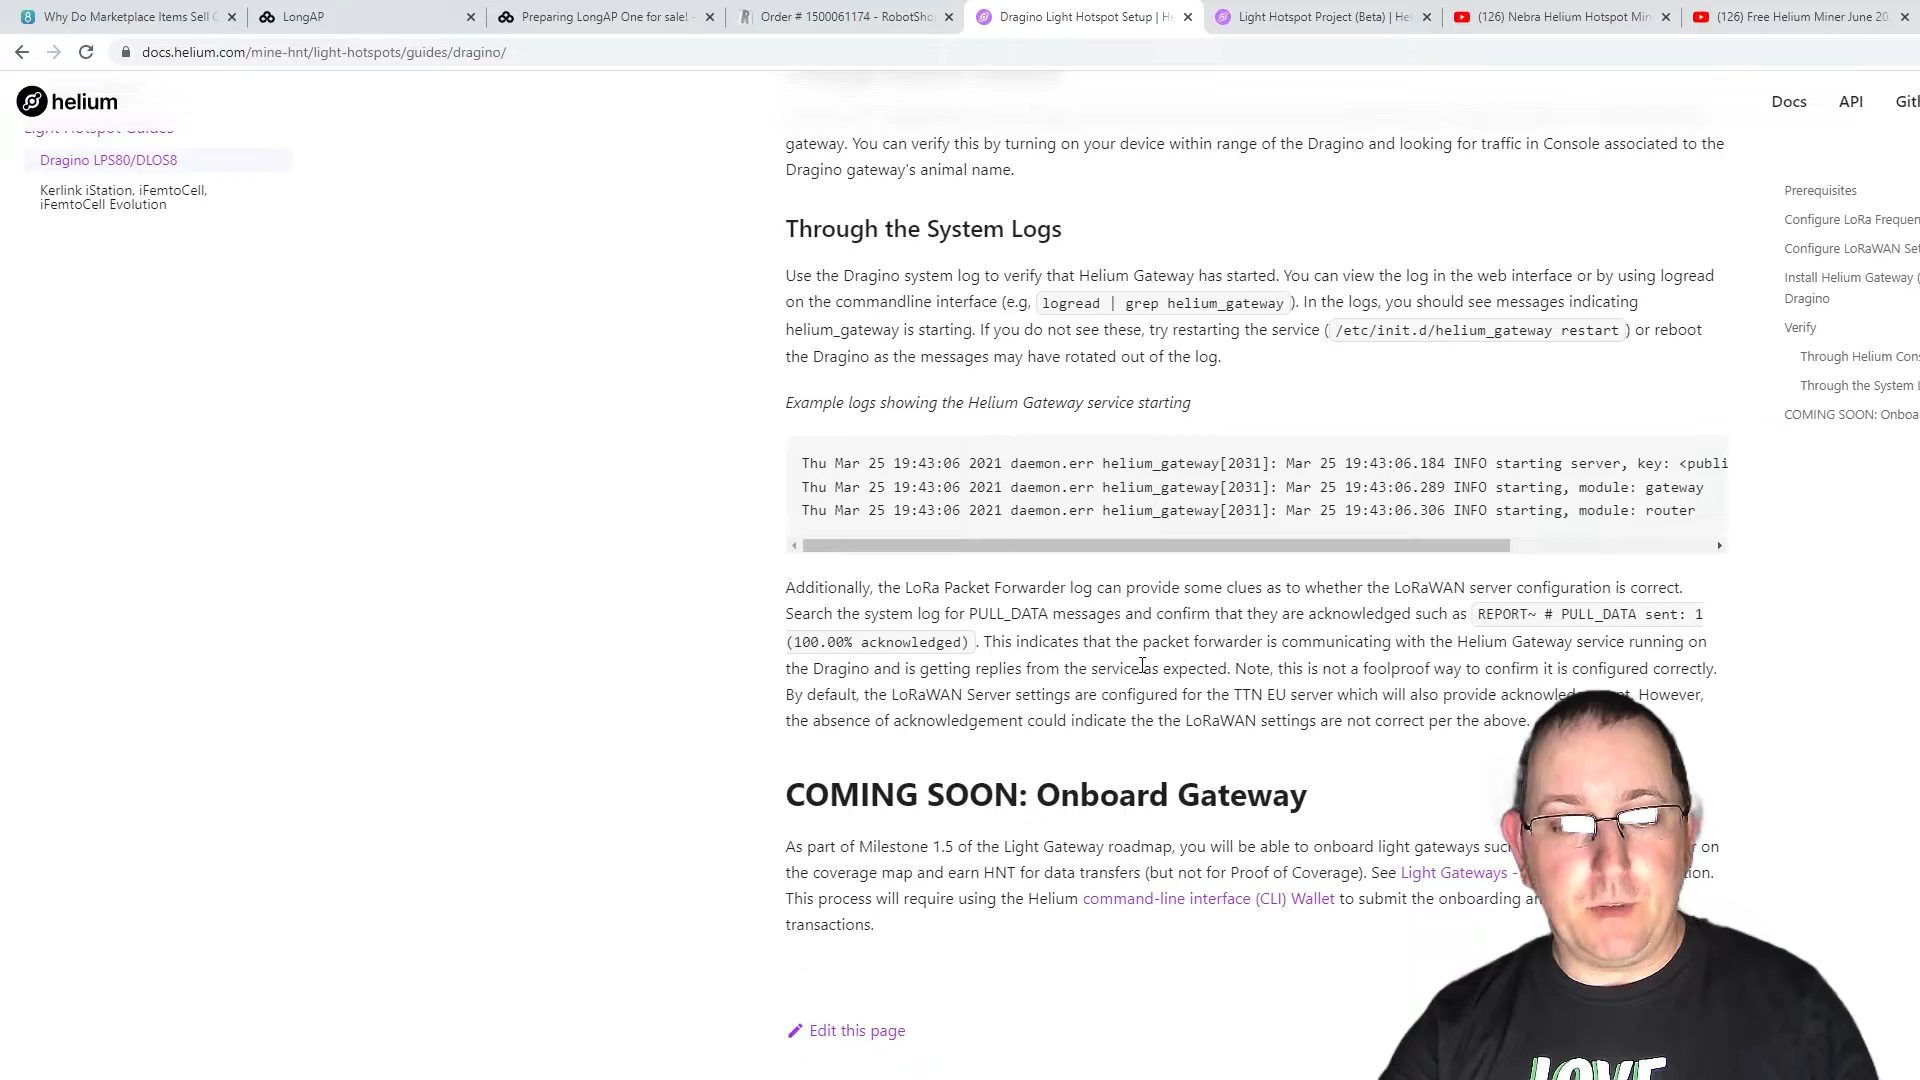 Why Do Marketplace Items Sell
LongAP
Preparing LongAP One for sale! -
Order # 1500061174 - RobotSho
Dragino Light Hotspot Setup | He
Light Hotspot Project (Beta) | Hel
(126) Nebra Helium Hotspot Min
(126) Free Helium Miner June 20
docs.helium.com/mine-hnt/light-hotspots/guides/dragino/
helium
Docs API Gith
Light Hotspot Guides
Dragino LPS80/DLOS8
Kerlink iStation, iFemtoCell,
iFemtoCell Evolution
gateway. You can verify this by turning on your device within range of the Dragino and looking for traffic in Console associated to the
Dragino gateway's animal name.
Through the System Logs
Use the Dragino system log to verify that Helium Gateway has started. You can view the log in the web interface or by using logread
on the commandline interface (e.g, logread | grep helium_gateway ). In the logs, you should see messages indicating
helium_gateway is starting. If you do not see these, try restarting the service ( /etc/init.d/helium_gateway restart ) or reboot
the Dragino as the messages may have rotated out of the log.
Example logs showing the Helium Gateway service starting
Thu Mar 25 19:43:06 2021 daemon.err helium_gateway[2031]: Mar 25 19:43:06.184 INFO starting server, key: <publi
Thu Mar 25 19:43:06 2021 daemon.err helium_gateway[2031]: Mar 25 19:43:06.289 INFO starting, module: gateway
Thu Mar 25 19:43:06 2021 daemon.err helium_gateway[2031]: Mar 25 19:43:06.306 INFO starting, module: router
Additionally, the LoRa Packet Forwarder log can provide some clues as to whether the LoRaWAN server configuration is correct.
Search the system log for PULL_DATA messages and confirm that they are acknowledged such as REPORT~ # PULL_DATA sent: 1
(100.00% acknowledged) . This indicates that the packet forwarder is communicating with the Helium Gateway service running on
the Dragino and is getting replies from the service as expected. Note, this is not a foolproof way to confirm it is configured correctly.
By default, the LoRaWAN Server settings are configured for the TTN EU server which will also provide However,
the absence of acknowledgement could indicate the the LoRaWAN settings are not correct per the above.
COMING SOON: Onboard Gateway
As part of Milestone 1.5 of the Light Gateway roadmap, you will be able to onboard light gateways on
the coverage map and earn HNT for data transfers (but not for Proof of Coverage). See Light Gateways -
This process will require using the Helium command-line interface (CLI) Wallet to submit the onboarding
transactions.
Edit this page
Prerequisites
Configure LoRa Frequen
Configure LoRaWAN Set
Install Helium Gateway (
Dragino
Verify
Through Helium Cons
Through the System L
COMING SOON: Onboa
LOVE